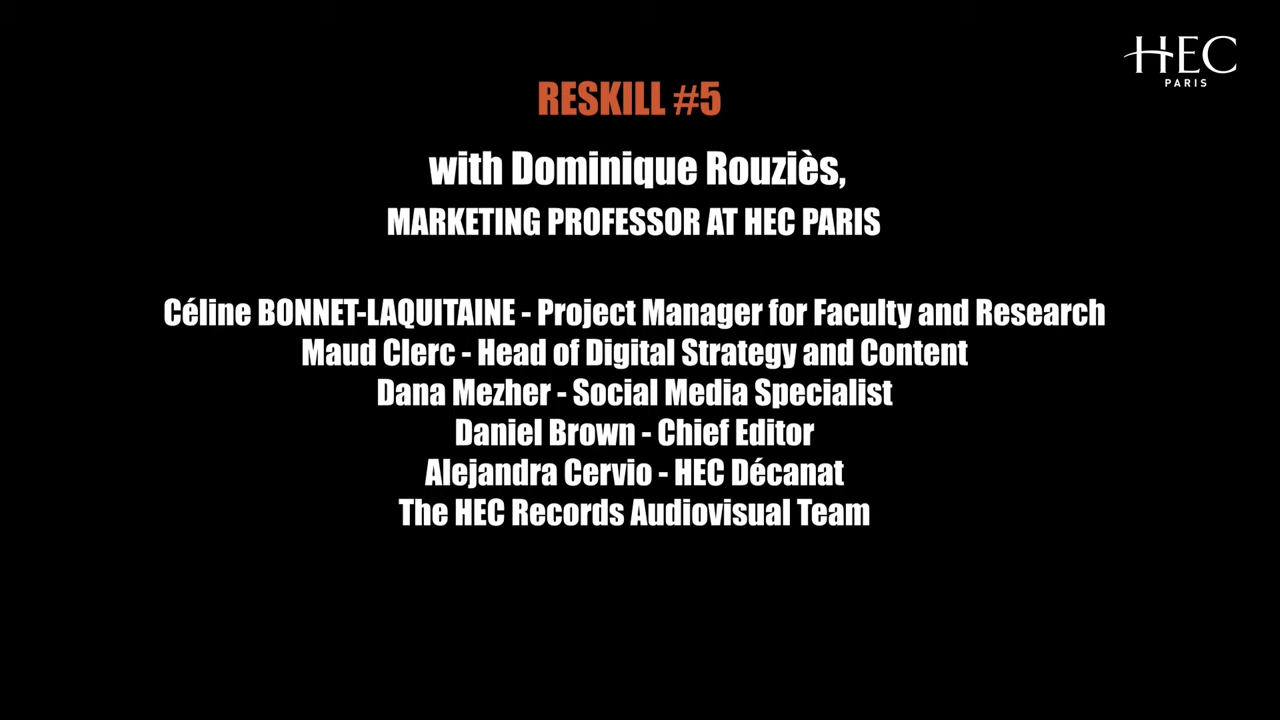 HEC
PARIS
RESKILL #5
with Dominique Rouziès,
MARKETING PROFESSOR AT HEC PARIS
Céline BONNET-LAQUITAINE - Project Manager for Faculty and Research
Maud Clerc - Head of Digital Strategy and Content
Dana Mezher - Social Media Specialist
Daniel Brown - Chief Editor
Alejandra Cervio - HEC Décanat
The HEC Records Audiovisual Team